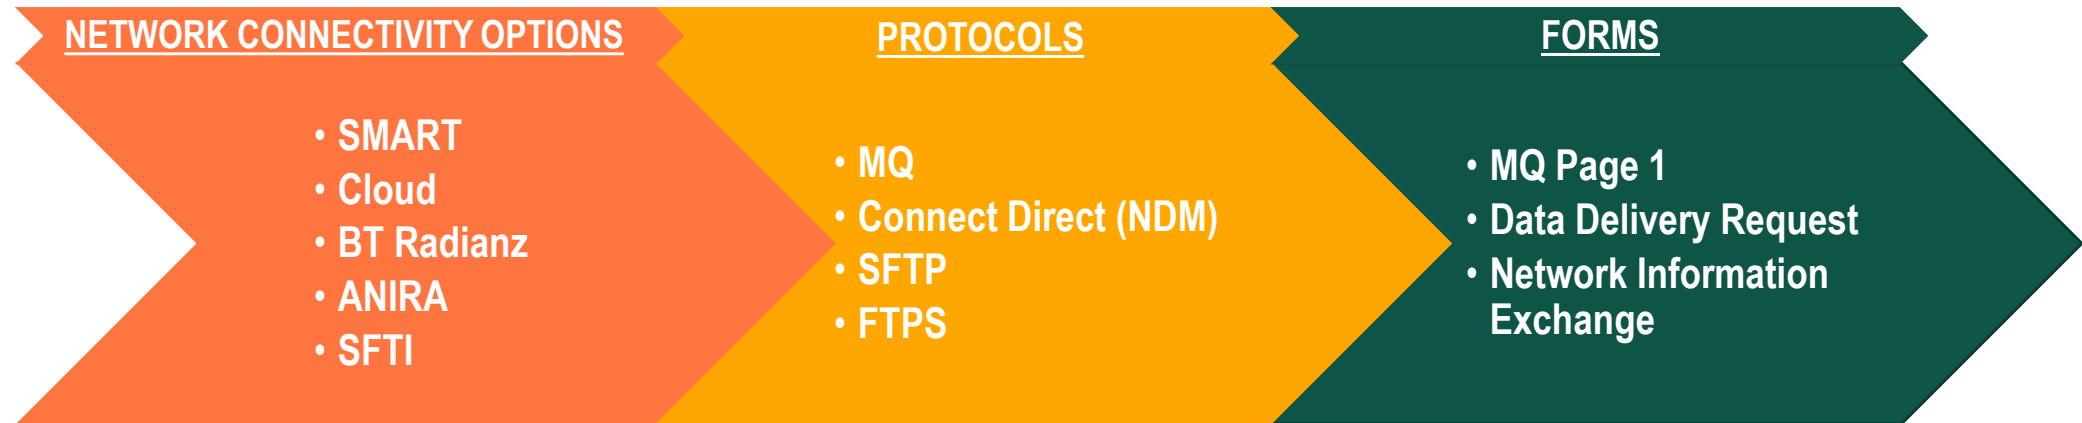 NETWORK CONNECTIVITY OPTIONS
• SMART
• Cloud
• BT Radianz
• ANIRA
• SFTI
PROTOCOLS
• MQ
• Connect Direct (NDM)
• SFTP
• FTPS
FORMS
• MQ Page 1
• Data Delivery Request
• Network Information
Exchange